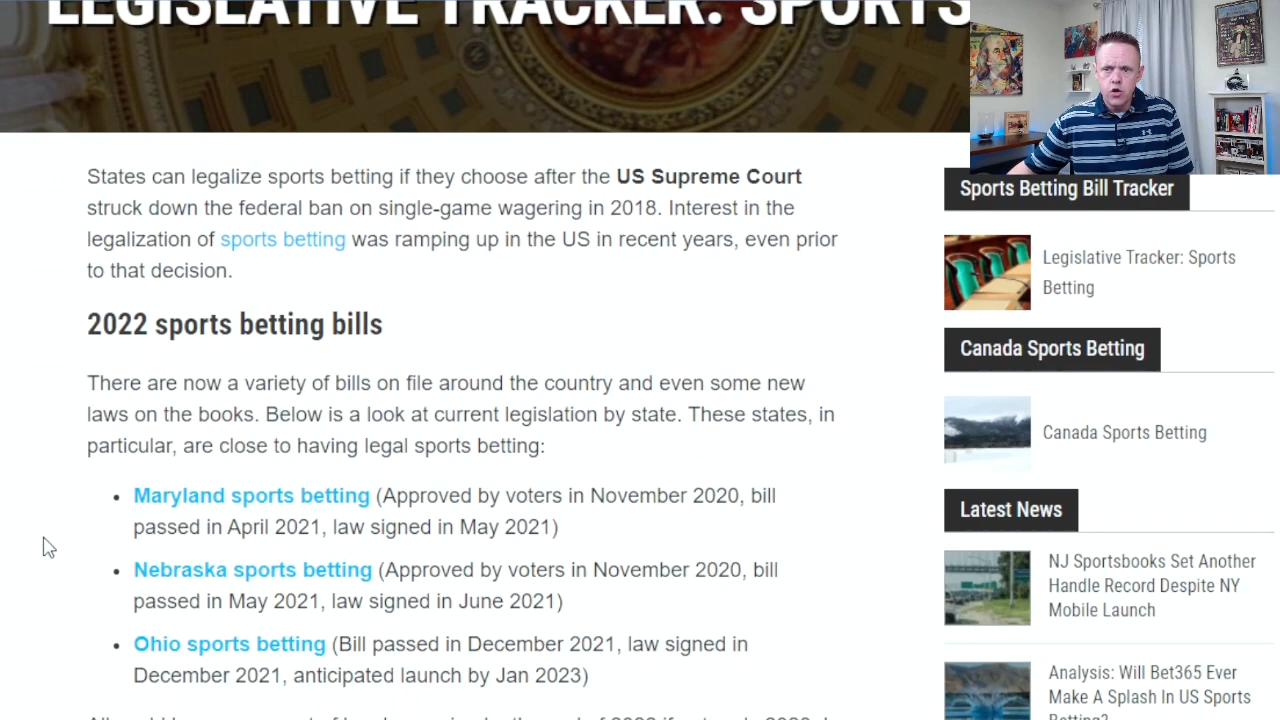 LEGISLATIVE TRACKER: SPORTS
States can legalize sports betting if they choose after the US Supreme Court
struck down the federal ban on single-game wagering in 2018. Interest in the
legalization of sports betting was ramping up in the US in recent years, even prior
to that decision.
2022 sports betting bills
There are now a variety of bills on file around the country and even some new
laws on the books. Below is a look at current legislation by state. These states, in
particular, are close to having legal sports betting:
• Maryland sports betting (Approved by voters in November 2020, bill
passed in April 2021, law signed in May 2021)
• Nebraska sports betting (Approved by voters in November 2020, bill
passed in May 2021, law signed in June 2021)
• Ohio sports betting (Bill passed in December 2021, law signed in
December 2021, anticipated launch by Jan 2023)
Sports Betting Bill Tracker
Legislative Tracker: Sports
Betting
Canada Sports Betting
Canada Sports Betting
Latest News
NJ Sportsbooks Set Another
Handle Record Despite NY
Mobile Launch
Analysis: Will Bet365 Ever
Make A Splash In US Sports
Betting?